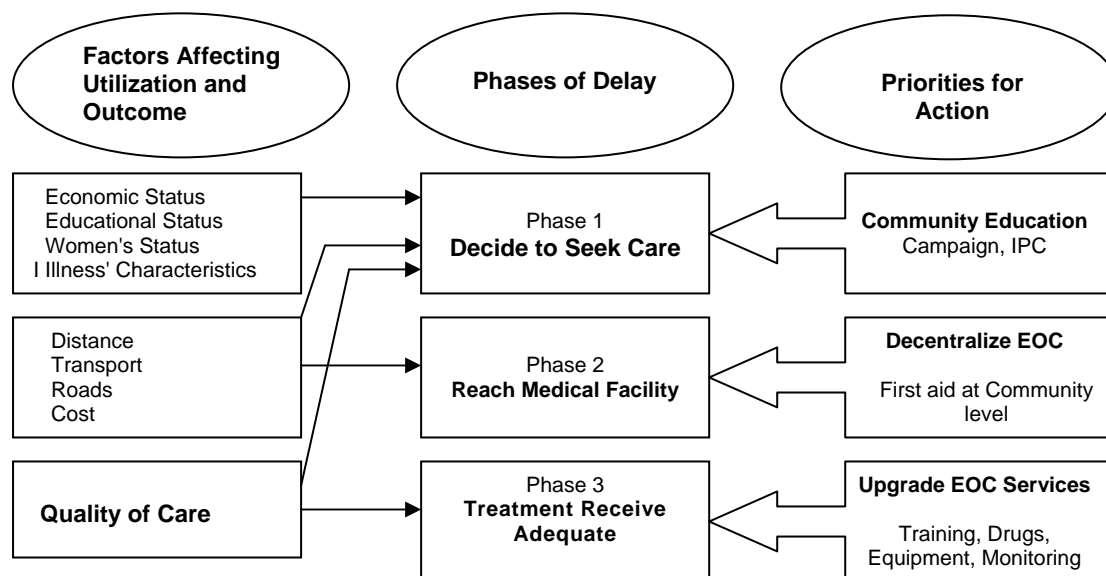 Factors Affecting
Utilization and
Outcome
Phases of Delay
Priorities for
Action
Economic Status
Educational Status
Women's Status
I Illness' Characteristics
Phase 1
Decide to Seek Care
Community Education
Campaign, IPC
Distance
Transport
Roads
Cost
Phase 2
Reach Medical Facility
Decentralize EOC
First aid at Community
level
Quality of Care
Phase 3
Treatment Receive
Adequate
Upgrade EOC Services
Training, Drugs,
Equipment, Monitoring